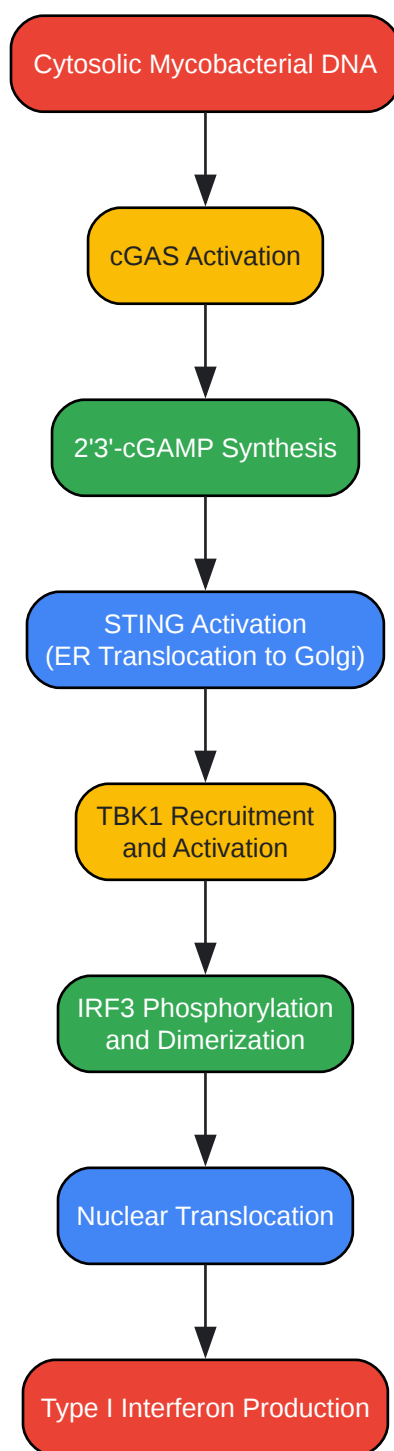 Cytosolic Mycobacterial DNA
cGAS Activation
2'3'-cGAMP Synthesis
STING Activation
(ER Translocation to Golgi)
TBK1 Recruitment
and Activation
IRF3 Phosphorylation
and Dimerization
Nuclear Translocation
Type I Interferon Production